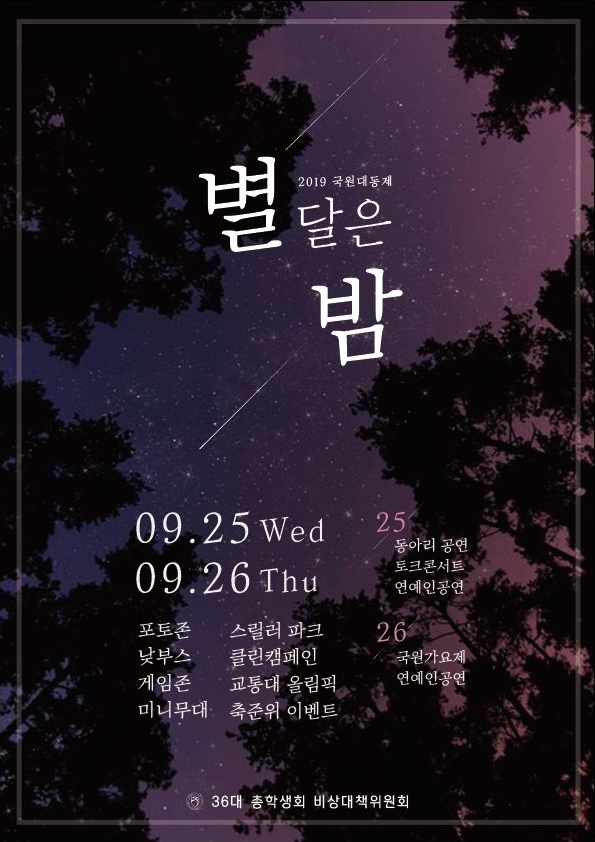 2019 국원대동제
별 달은
밤
09.25 Wed
09.26 Thu
포토존
낮부스
게임존
미니무대
스릴러 파크
클린캠페인
교통대 올림픽
축준위 이벤트
25
동아리 공연
토크콘서트
연예인공연
26
국원가요제
연예인공연
36대 총학생회 비상대책위원회